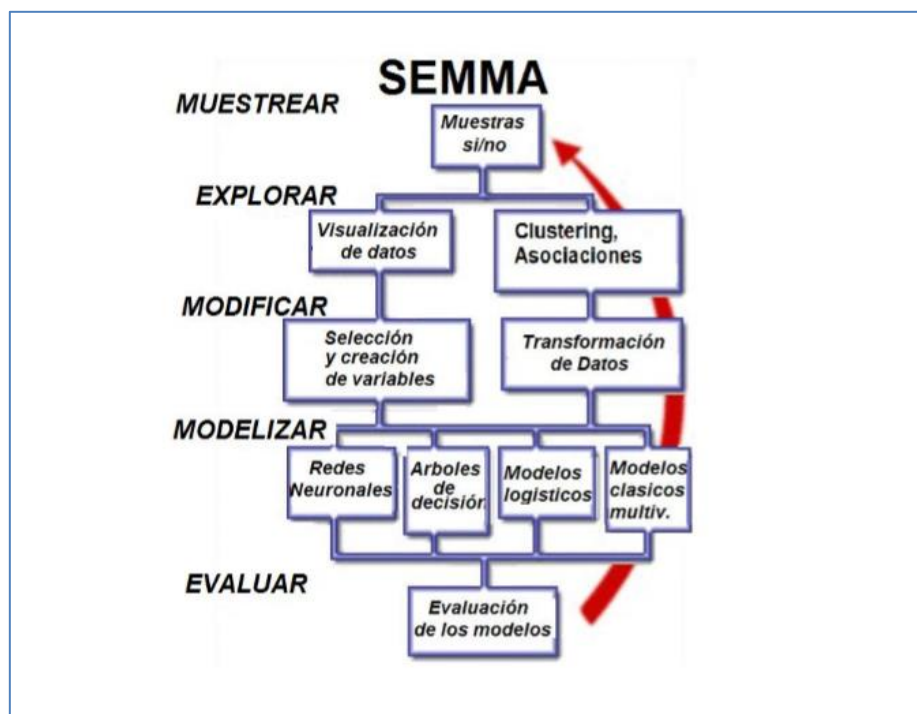 SEMMA
MUESTREAR
Muestras
si/no
EXPLORAR
Visualización
de datos
Clustering,
Asociaciones
MODIFICAR
Selección
y creación
de variables
Transformación
de Datos
MODELIZAR
Redes
Neuronales
Arboles
de
decisión
Modelos
logisticos
Modelos
clasicos
multiv.
EVALUAR
Evaluación
de los modelos